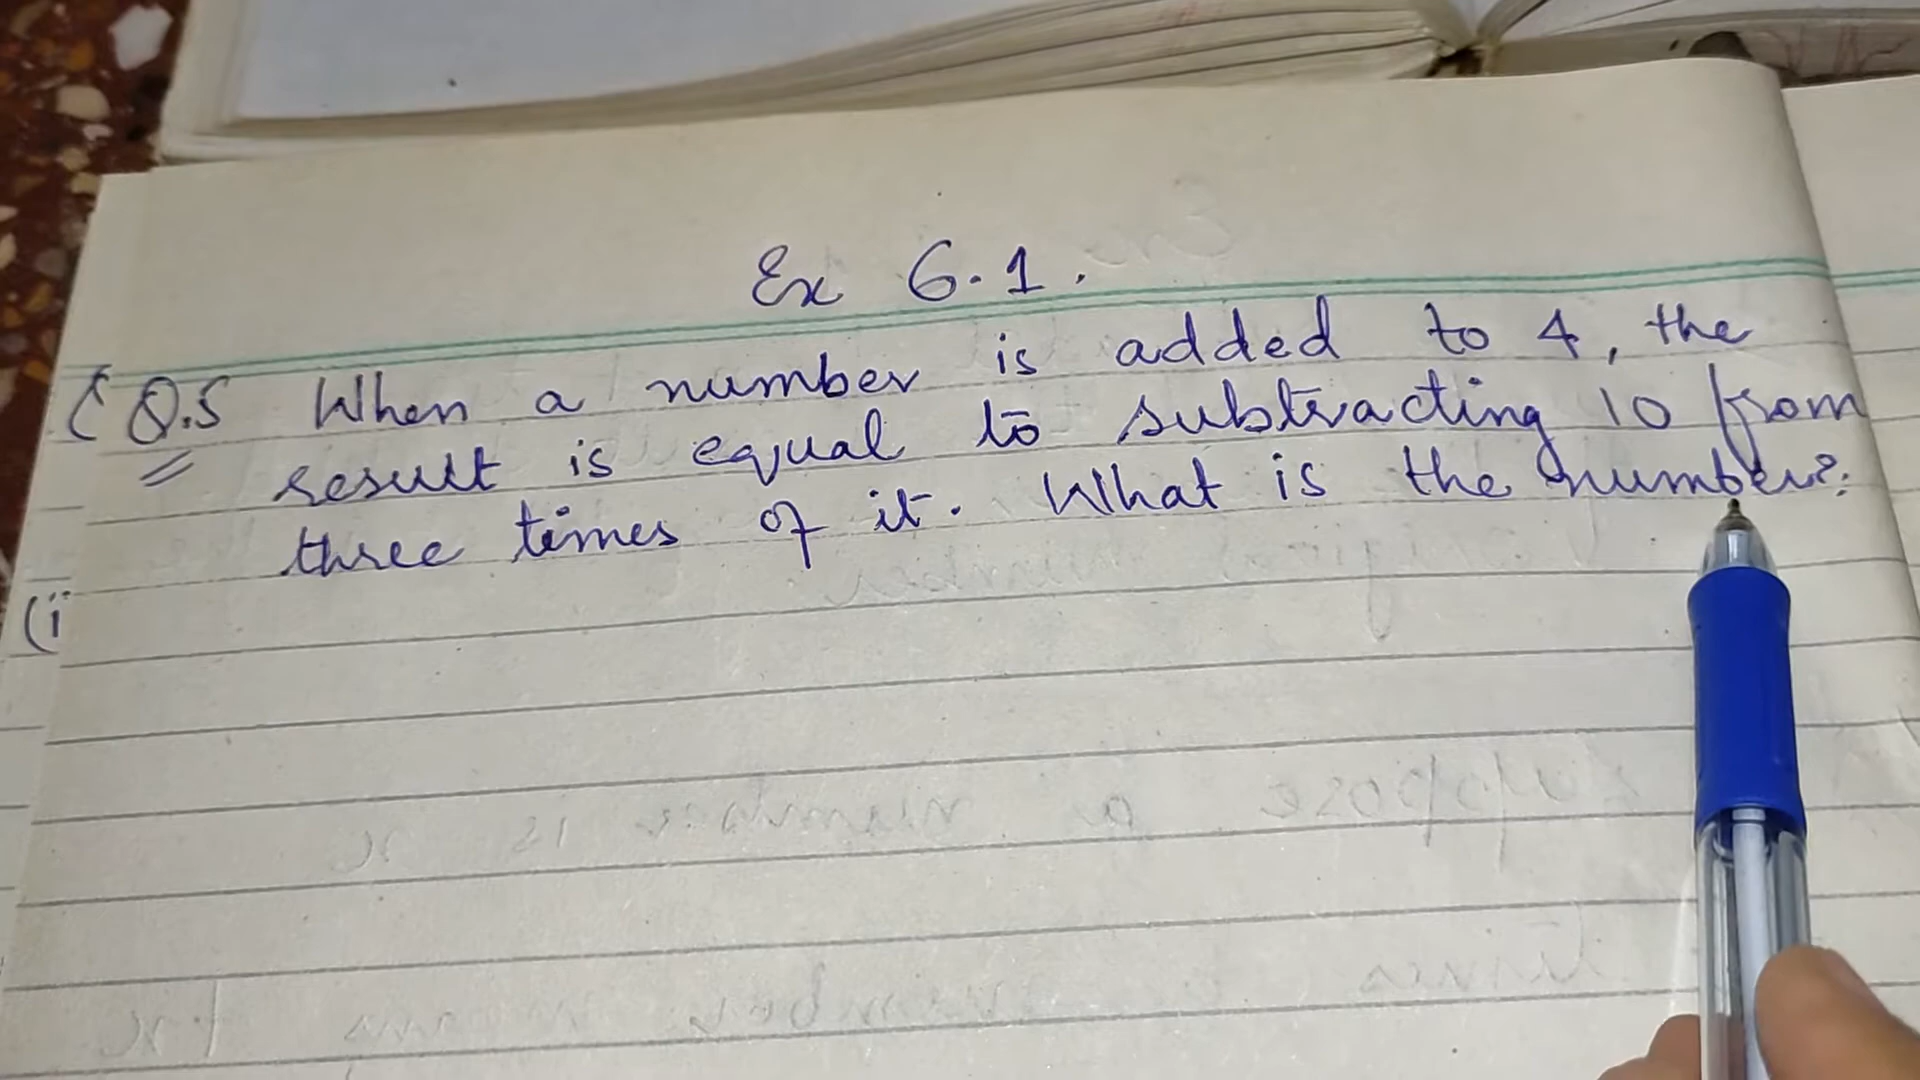 Ex 6.1.
Q.5 When a number is added to 4, the
result is equal to subtracting 10 from
three times of it. What is the number?
(i